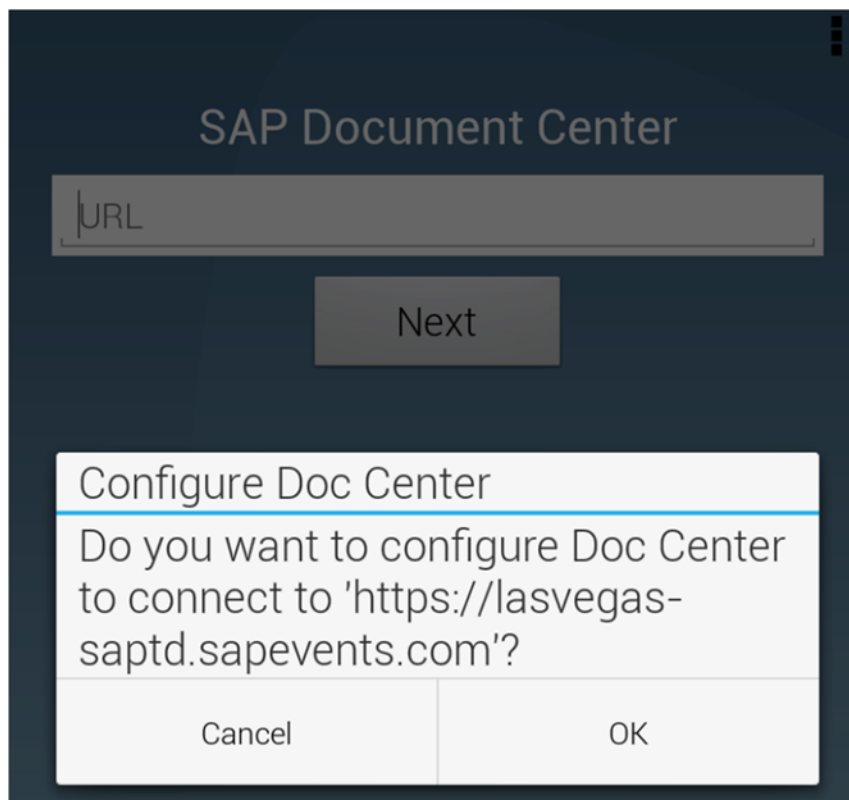 SAP Document Center
URL
Next
Configure Doc Center
Do you want to configure Doc Center
to connect to 'https://lasvegas-
saptd.sapevents.com'?
Cancel
OK